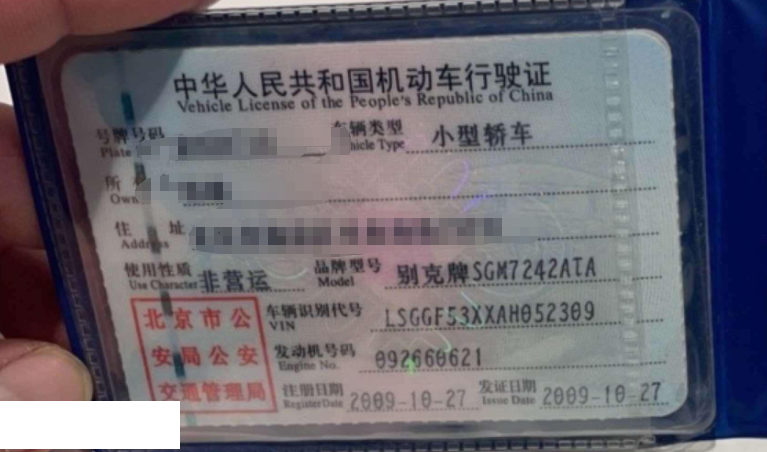 中华人民共和国机动车行驶证
Vehicle License of the People's Republic of China
号牌号码 车辆类型 小型轿车
Plate hicle Type
所
Own
住 址
Address
使用性质 非营运 品牌型号 别克牌SGM7242ATA
Use Character Model
北京市公 车辆识别代号 LSGGF53XXAH052309
VIN
安局公安 发动机号码 092660621
Engine No.
交通管理局 注册日期 2009-10-27 发证日期 2009-10-27
Register Date Issue Date